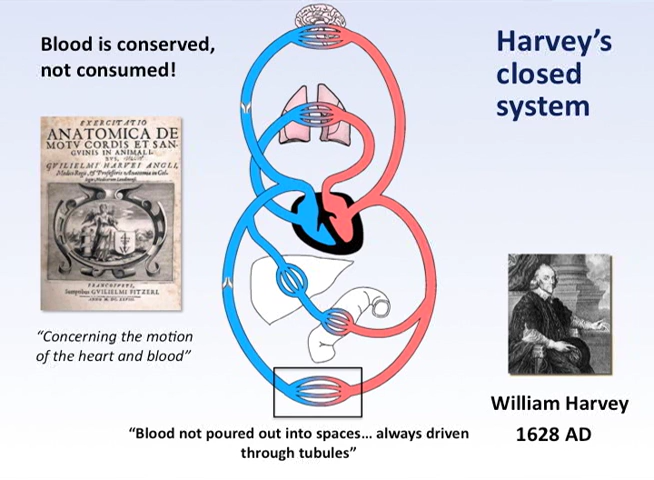 Blood is conserved,
not consumed!
Harvey’s
closed
system
EXERCITATIO
ANATOMICA DE
MOTV CORDIS ET SAN-
GVINIS IN ANIMALI-
GVILIELMI HARVEI ANGLI,
FRANCOFVRTI,
Sumptibus GVILIELMI FITZERI.
“Concerning the motion
of the heart and blood”
William Harvey
1628 AD
“Blood not poured out into spaces… always driven
through tubules”